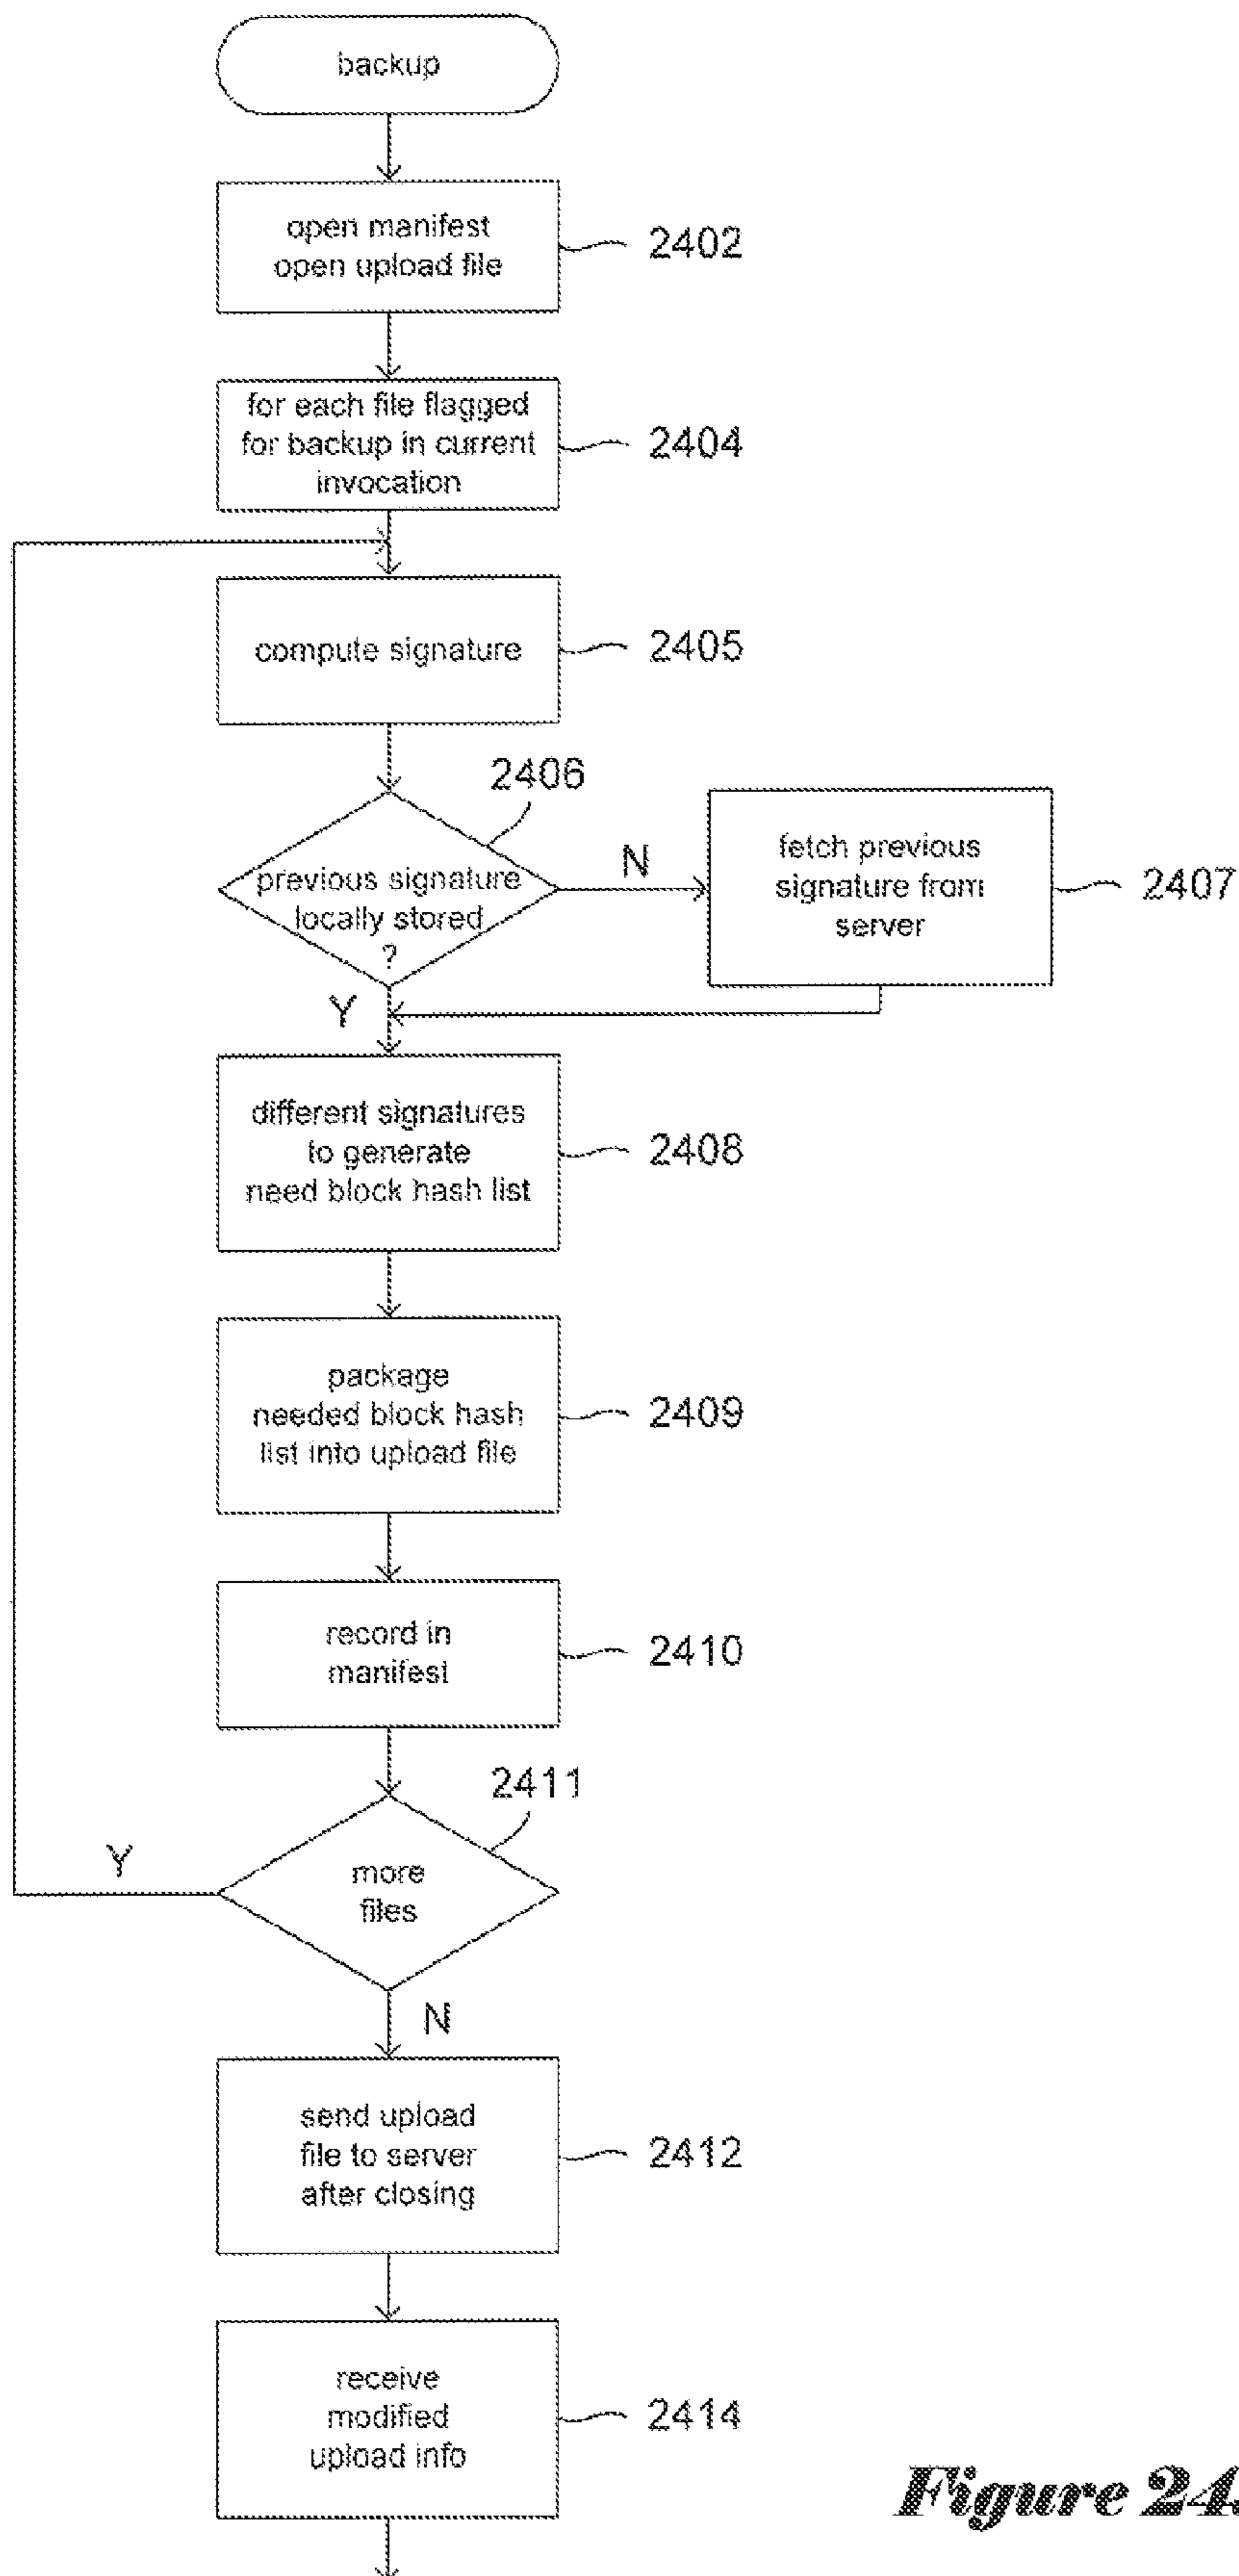 backup
open manifest
open upload file
2402
for each file flagged
for backup in current
invocation
2404
compute signature
2405
2406
previous signature
locally stored
?
N
fetch previous
signature from
server
2407
Y
different signatures
to generate
need block hash list
2408
package
needed block hash
list into upload file
2409
record in
manifest
2410
2411
Y
more
files
N
send upload
file to server
after closing
2412
receive
modified
upload info
2414
Figure 24